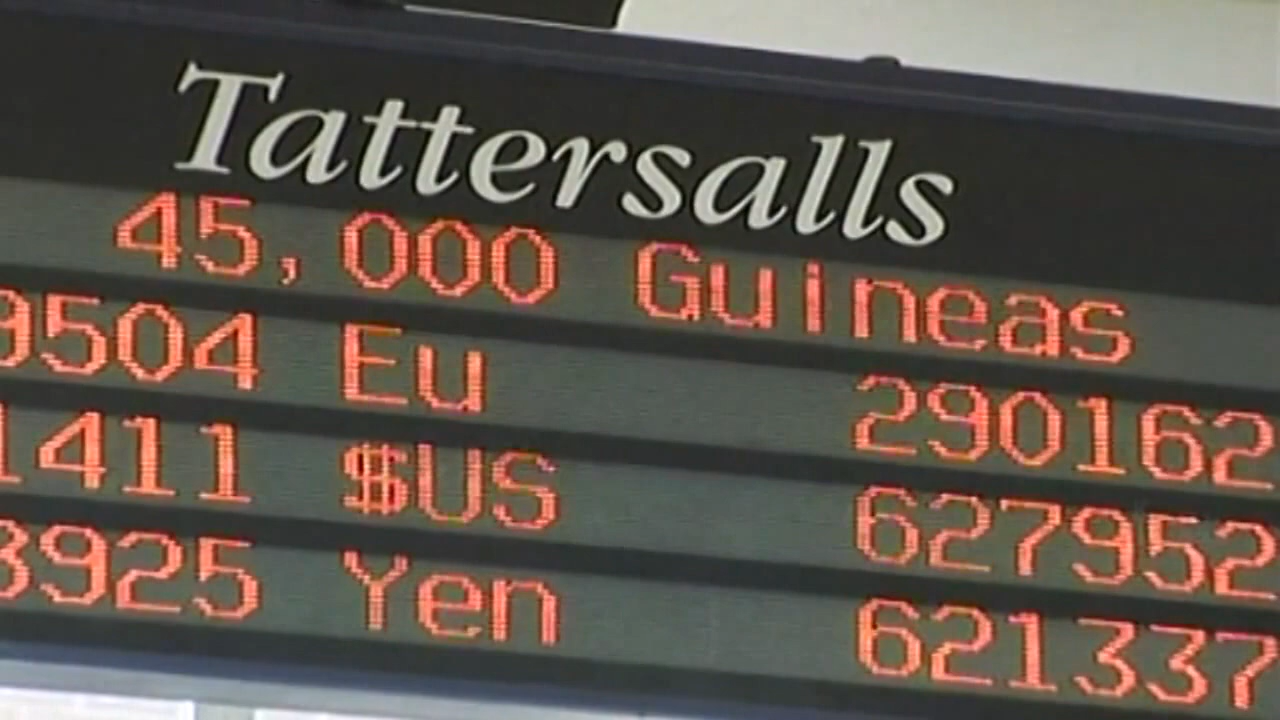 Tattersalls
45,000 Guineas
9504 Eu 290162
1411 $US 627952
3925 Yen 621337